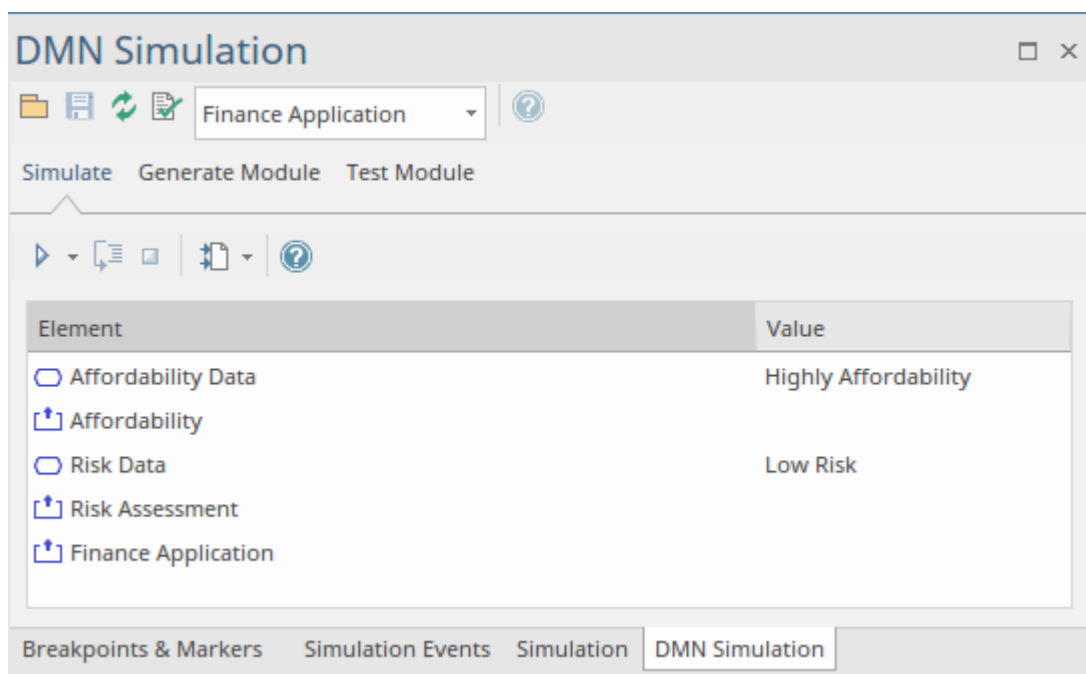 DMN Simulation
Finance Application
Simulate Generate Module Test Module
Element Value
Affordability Data Highly Affordability
Affordability
Risk Data Low Risk
Risk Assessment
Finance Application
Breakpoints & Markers Simulation Events Simulation DMN Simulation